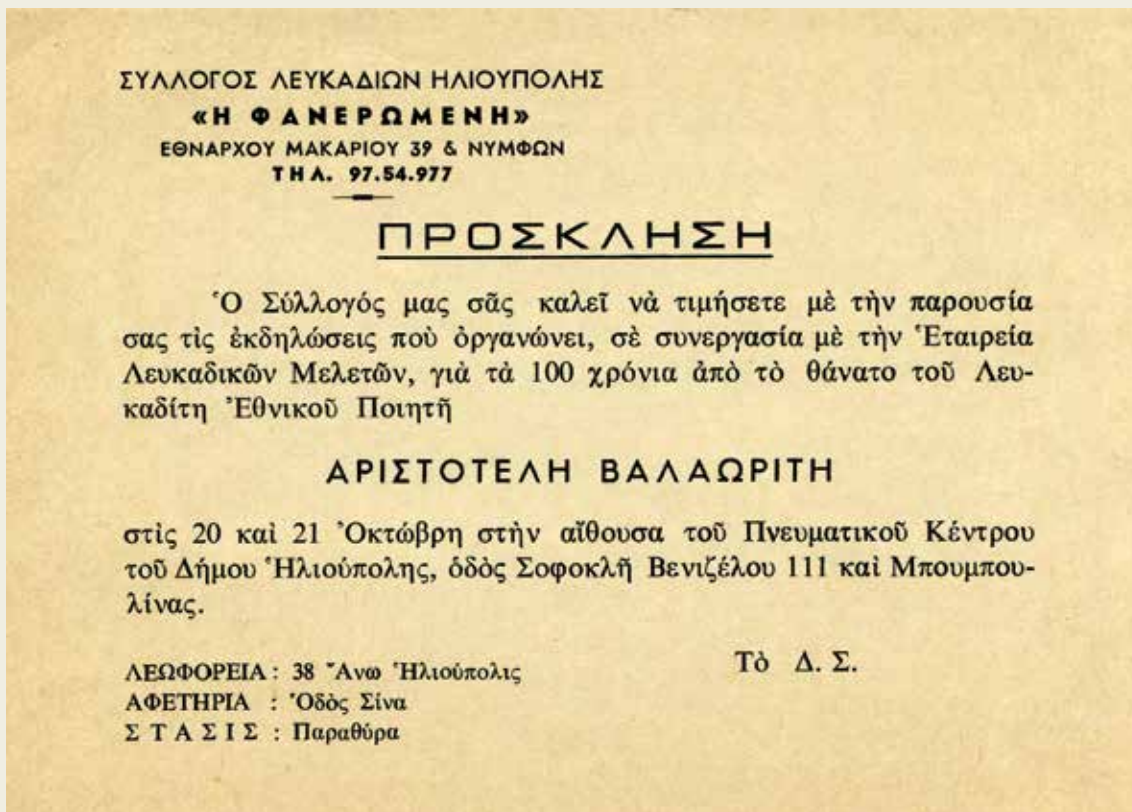 ΣΥΛΛΟΓΟΣ ΛΕΥΚΑΔΙΩΝ ΗΛΙΟΥΠΟΛΗΣ
«Η ΦΑΝΕΡΩΜΕΝΗ»
ΕΘΝΑΡΧΟΥ ΜΑΚΑΡΙΟΥ 39 & ΝΥΜΦΩΝ
ΤΗΛ. 97.54.977
ΠΡΟΣΚΛΗΣΗ
Ὁ Σύλλογός μας σᾶς καλεῖ νὰ τιμήσετε μὲ τὴν παρουσία
σας τὶς ἐκδηλώσεις ποὺ ὀργανώνει, σὲ συνεργασία μὲ τὴν Ἑταιρεία
Λευκαδικῶν Μελετῶν, γιὰ τὰ 100 χρόνια ἀπὸ τὸ θάνατο τοῦ Λευ-
καδίτη Ἐθνικοῦ Ποιητῆ
ΑΡΙΣΤΟΤΕΛΗ ΒΑΛΑΩΡΙΤΗ
στὶς 20 καὶ 21 Ὀκτώβρη στὴν αἴθουσα τοῦ Πνευματικοῦ Κέντρου
τοῦ Δήμου Ἡλιούπολης, ὁδὸς Σοφοκλῆ Βενιζέλου 111 καὶ Μπουμπου-
λίνας.
ΛΕΩΦΟΡΕΙΑ : 38 Ἄνω Ἡλιούπολις
ΑΦΕΤΗΡΙΑ : Ὁδὸς Σίνα
ΣΤΑΣΙΣ : Παραθύρα
Τὸ Δ. Σ.